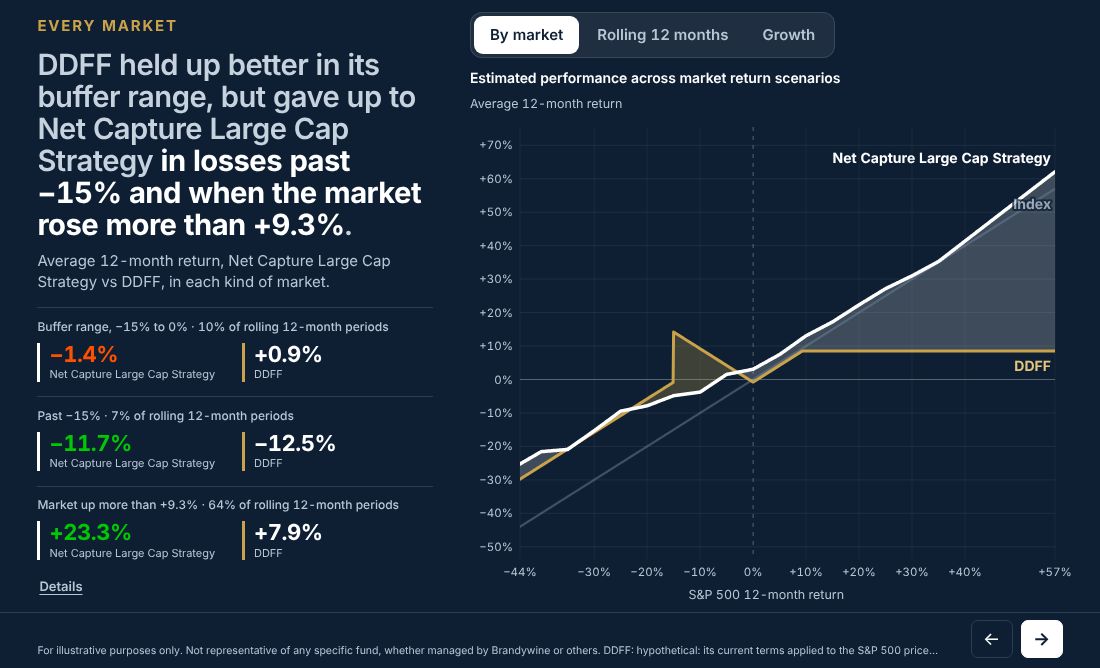 EVERY MARKET
DDFF held up better in its
buffer range, but gave up to
Net Capture Large Cap
Strategy in losses past
−15% and when the market
rose more than +9.3%.
Average 12-month return, Net Capture Large Cap
Strategy vs DDFF, in each kind of market.
Buffer range, −15% to 0% · 10% of rolling 12-month periods
−1.4%
Net Capture Large Cap Strategy
+0.9%
DDFF
Past −15% · 7% of rolling 12-month periods
−11.7%
Net Capture Large Cap Strategy
−12.5%
DDFF
Market up more than +9.3% · 64% of rolling 12-month periods
+23.3%
Net Capture Large Cap Strategy
+7.9%
DDFF
Details
By market
Rolling 12 months
Growth
Estimated performance across market return scenarios
Average 12-month return
+70%
+60%
+50%
+40%
+30%
+20%
+10%
0%
−10%
−20%
−30%
−40%
−50%
Net Capture Large Cap Strategy
Index
DDFF
−44%
−30%
−20%
−10%
0%
+10%
+20%
+30%
+40%
+57%
S&P 500 12-month return
For illustrative purposes only. Not representative of any specific fund, whether managed by Brandywine or others. DDFF: hypothetical: its current terms applied to the S&P 500 price...
←
→